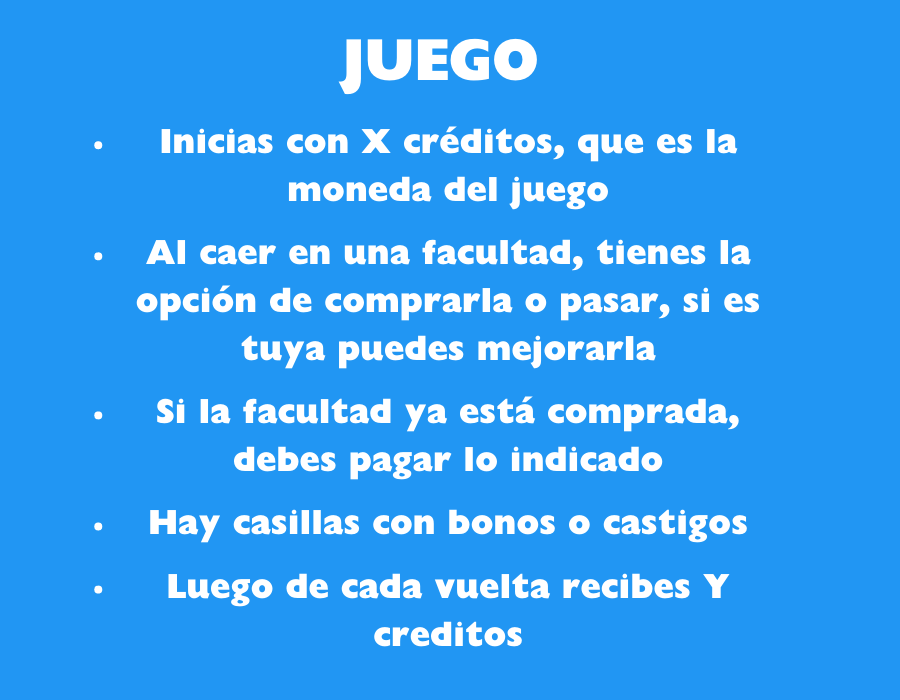 JUEGO
• Inicias con X créditos, que es la
moneda del juego
• Al caer en una facultad, tienes la
opción de comprarla o pasar, si es
tuya puedes mejorarla
• Si la facultad ya está comprada,
debes pagar lo indicado
• Hay casillas con bonos o castigos
• Luego de cada vuelta recibes Y
creditos